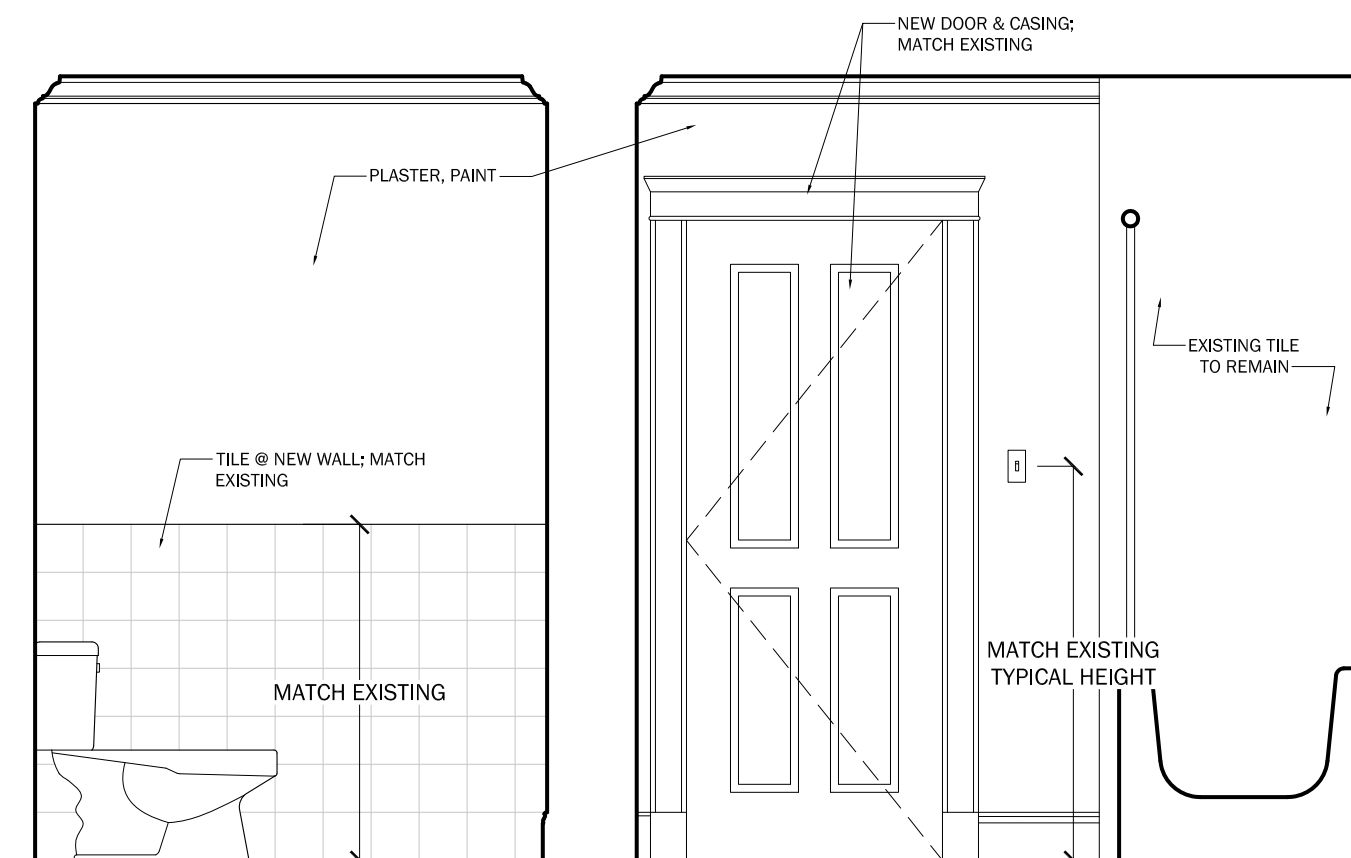 NEW DOOR & CASING;
MATCH EXISTING
PLASTER, PAINT
EXISTING TILE
TO REMAIN
TILE @ NEW WALL; MATCH
EXISTING
MATCH EXISTING
TYPICAL HEIGHT
MATCH EXISTING